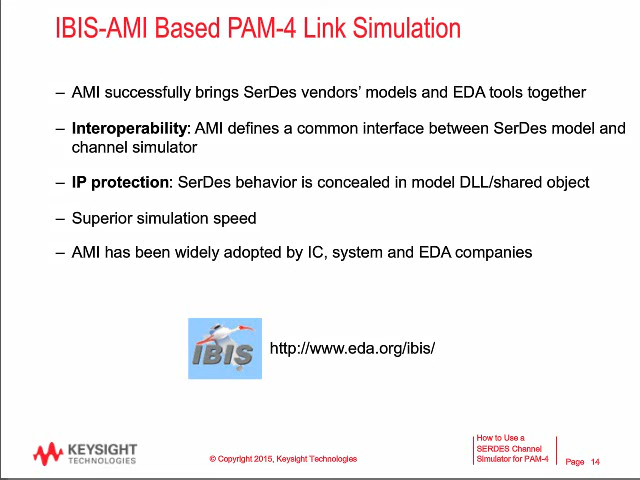 IBIS-AMI Based PAM-4 Link Simulation
– AMI successfully brings SerDes vendors' models and EDA tools together
– Interoperability: AMI defines a common interface between SerDes model and
channel simulator
– IP protection: SerDes behavior is concealed in model DLL/shared object
– Superior simulation speed
– AMI has been widely adopted by IC, system and EDA companies
IBIS
http://www.eda.org/ibis/
KEYSIGHT
TECHNOLOGIES
© Copyright 2015, Keysight Technologies
How to Use a
SERDES Channel
Simulator for PAM-4
Page 14